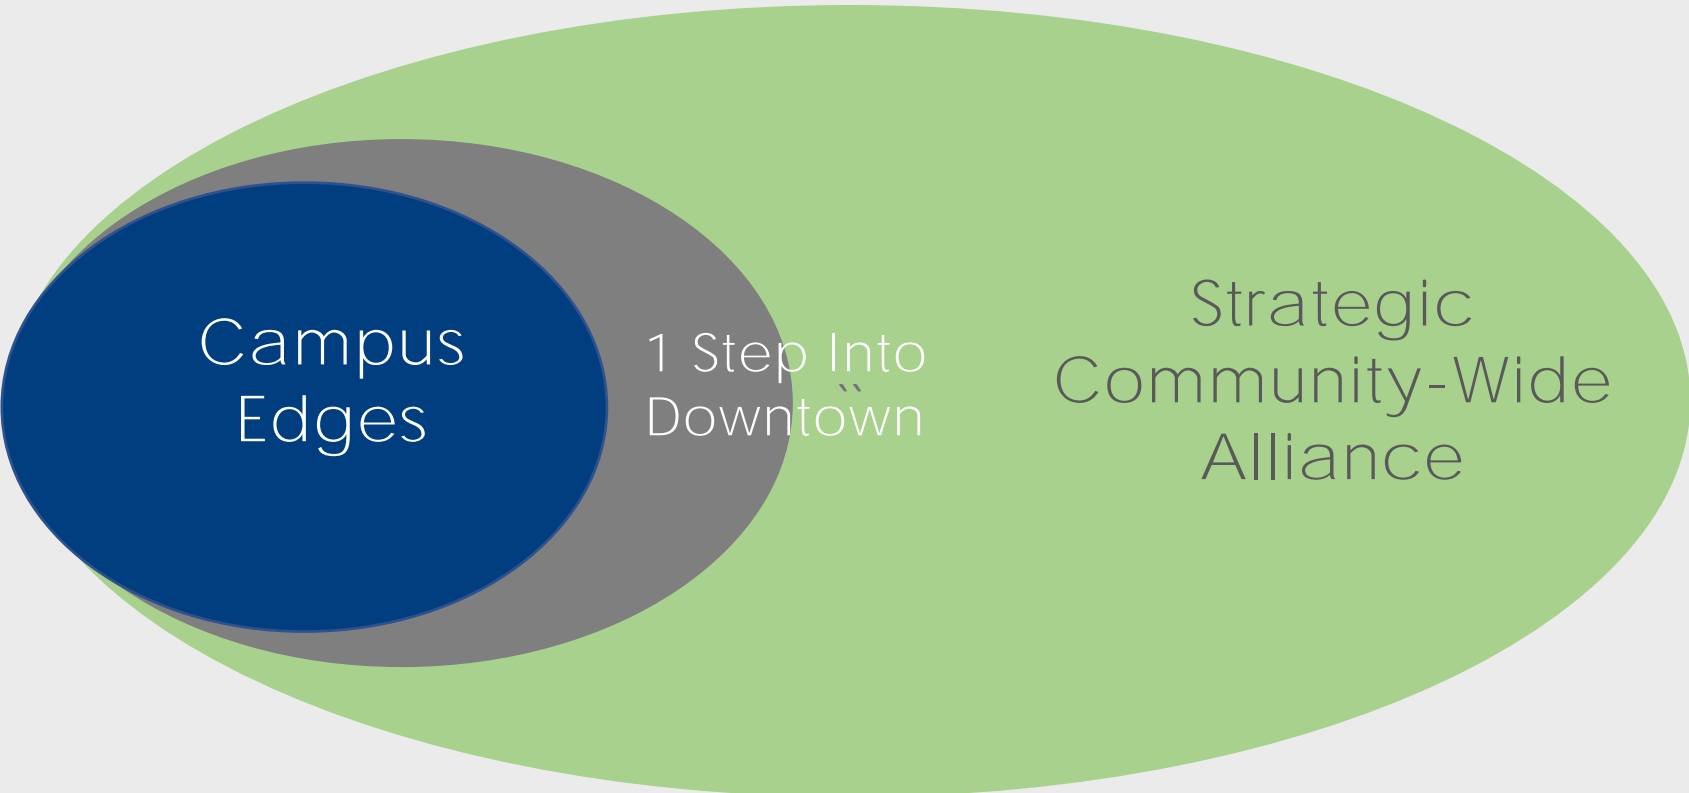 Campus
Edges
1 Step Into
``
Downtown
Strategic
Community-Wide
Alliance